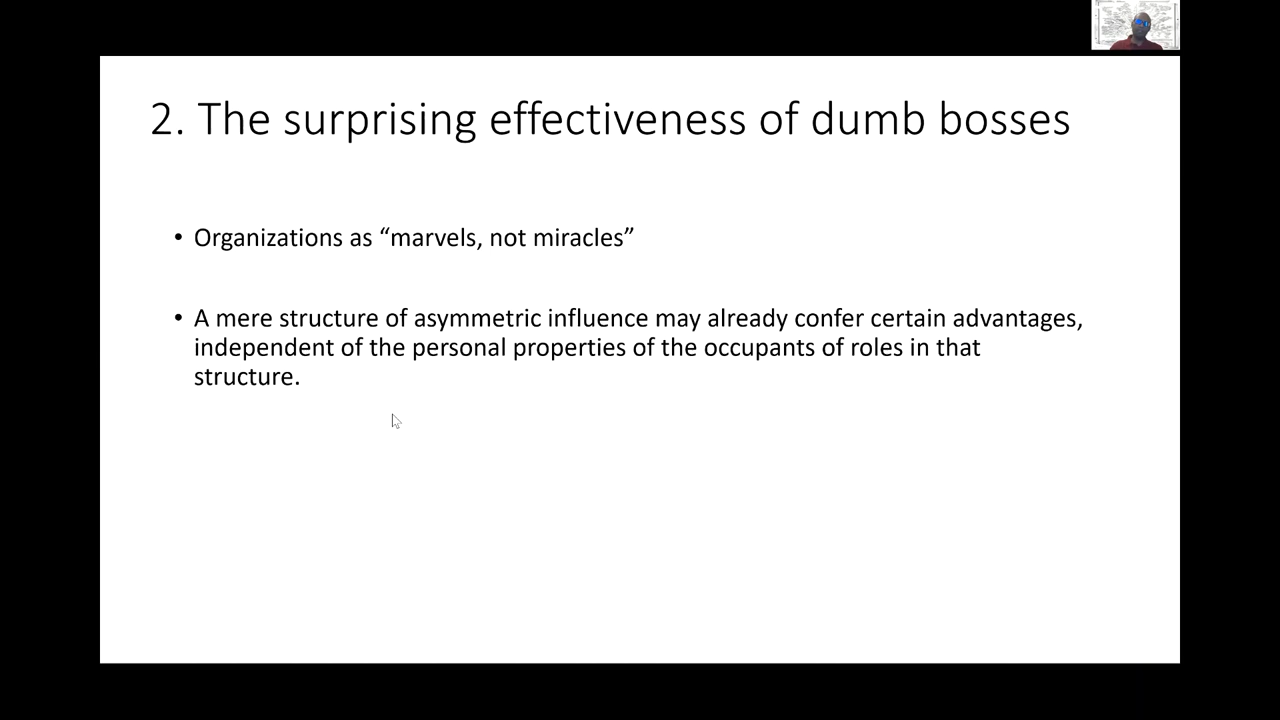 2. The surprising effectiveness of dumb bosses
• Organizations as “marvels, not miracles”
• A mere structure of asymmetric influence may already confer certain advantages,
independent of the personal properties of the occupants of roles in that
structure.